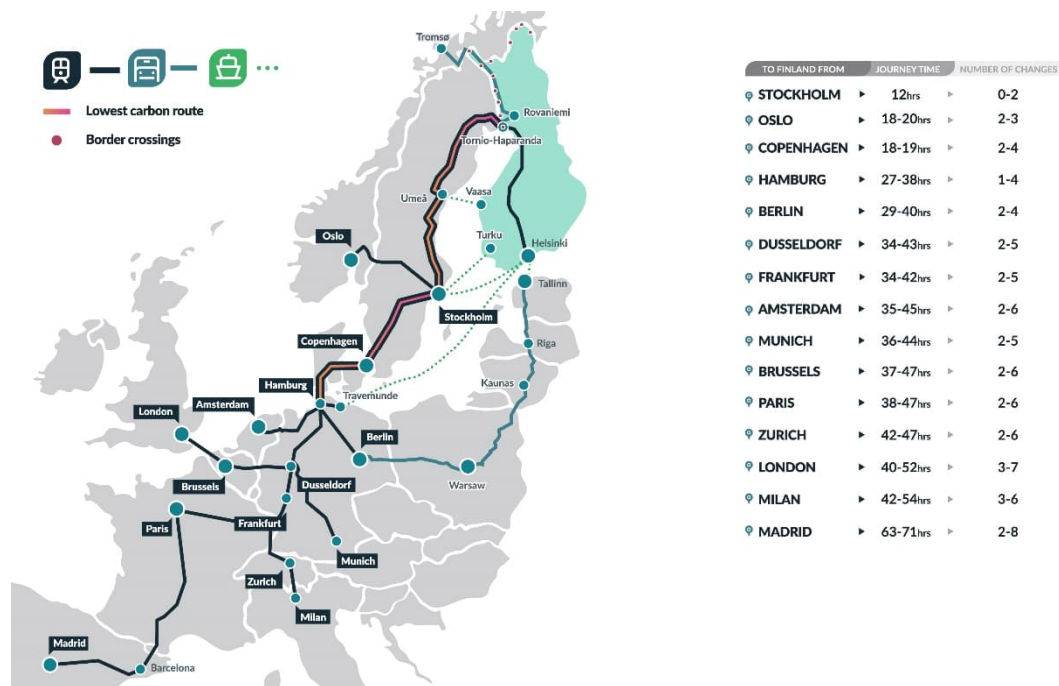 Lowest carbon route
Border crossings
Tromsø
Rovaniemi
Tornio-Haparanda
Umeå
Vaasa
Turku
Helsinki
Oslo
Tallinn
Stockholm
Copenhagen
Riga
Hamburg
Kaunas
Travemunde
Amsterdam
London
Berlin
Brussels
Dusseldorf
Warsaw
Paris
Frankfurt
Munich
Zurich
Milan
Madrid
Barcelona
TO FINLAND FROM JOURNEY TIME NUMBER OF CHANGES
STOCKHOLM 12hrs 0-2
OSLO 18-20hrs 2-3
COPENHAGEN 18-19hrs 2-4
HAMBURG 27-38hrs 1-4
BERLIN 29-40hrs 2-4
DUSSELDORF 34-43hrs 2-5
FRANKFURT 34-42hrs 2-5
AMSTERDAM 35-45hrs 2-6
MUNICH 36-44hrs 2-5
BRUSSELS 37-47hrs 2-6
PARIS 38-47hrs 2-6
ZURICH 42-47hrs 2-6
LONDON 40-52hrs 3-7
MILAN 42-54hrs 3-6
MADRID 63-71hrs 2-8